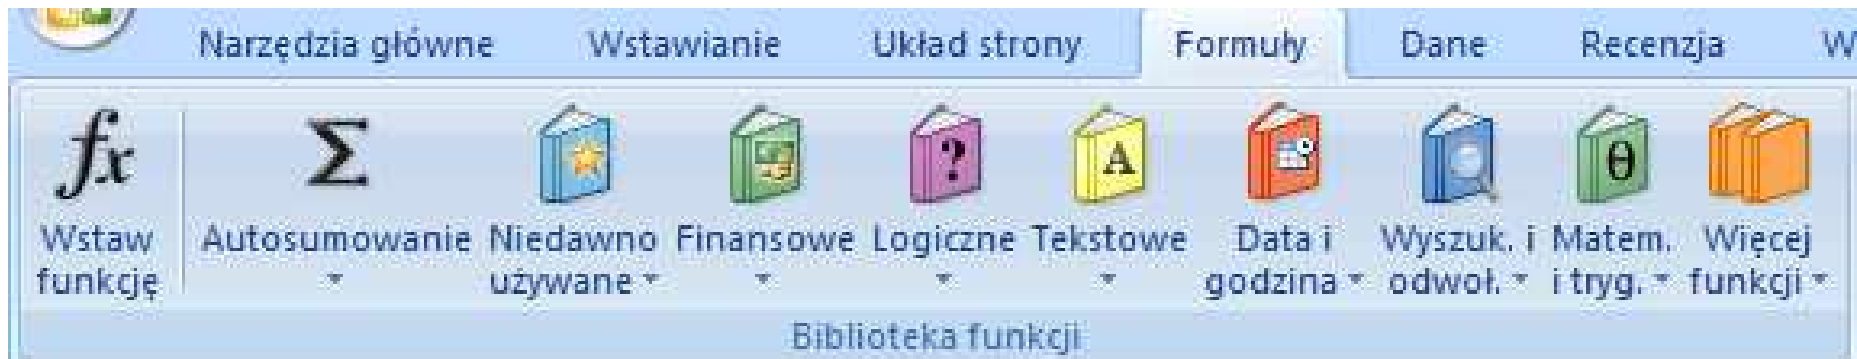 Narzędzia główne Wstawianie Układ strony Formuły Dane Recenzja W
fx Σ ? A θ
Wstaw Autosumowanie Niedawno Finansowe Logiczne Tekstowe Data i Wyszuk. i Matem. Więcej
funkcję używane godzina odwoł. i tryg. funkcji
Biblioteka funkcji